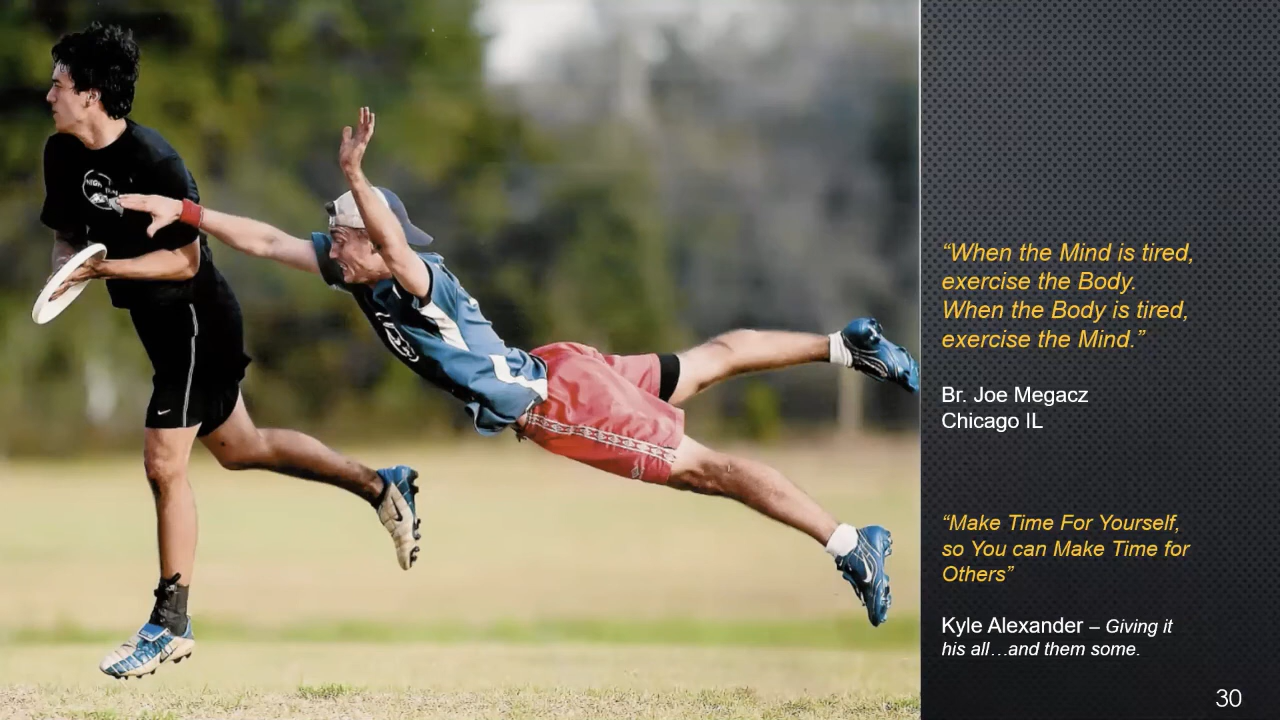 “When the Mind is tired,
exercise the Body.
When the Body is tired,
exercise the Mind.”
Br. Joe Megacz
Chicago IL
“Make Time For Yourself,
so You can Make Time for
Others”
Kyle Alexander – Giving it
his all…and them some.
30